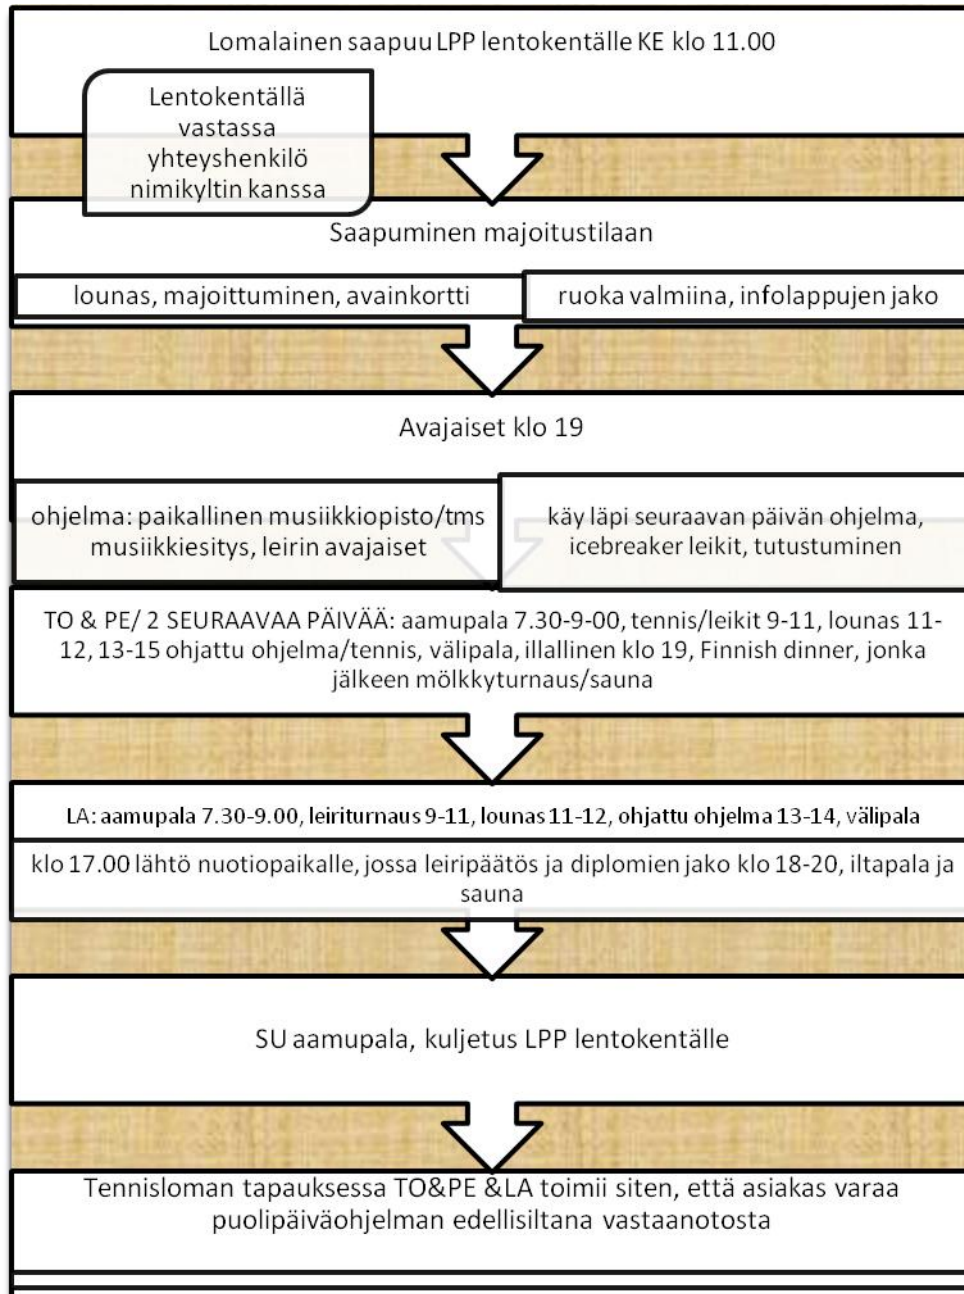 Lomalainen saapuu LPP lentokentälle KE klo 11.00
Lentokentällä
vastassa
yhteyshenkilö
nimikyltin kanssa
Saapuminen majoitustilaan
lounas, majoittuminen, avainkortti
ruoka valmiina, infolappujen jako
Avajaiset klo 19
ohjelma: paikallinen musiikkiopisto/tms
musiikkiesitys, leirin avajaiset
käy läpi seuraavan päivän ohjelma,
icebreaker leikit, tutustuminen
TO & PE/ 2 SEURAAVAA PÄIVÄÄ: aamupala 7.30-9-00, tennis/leikit 9-11, lounas 11-
12, 13-15 ohjattu ohjelma/tennis, välipala, illallinen klo 19, Finnish dinner, jonka
jälkeen mölkkyturnaus/sauna
LA: aamupala 7.30-9.00, leiriturnaus 9-11, lounas 11-12, ohjattu ohjelma 13-14, välipala
klo 17.00 lähtö nuotiopaikalle, jossa leiripäätös ja diplomien jako klo 18-20, iltapala ja
sauna
SU aamupala, kuljetus LPP lentokentälle
Tennisloman tapauksessa TO&PE &LA toimii siten, että asiakas varaa
puolipäiväohjelman edellisiltana vastaanotosta